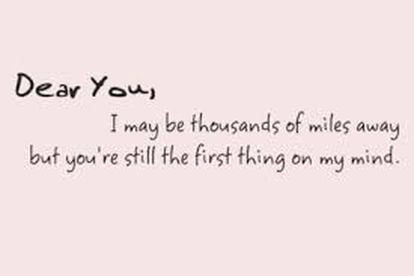 Dear You,
I may be thousands of miles away
but you're still the first thing on my mind.